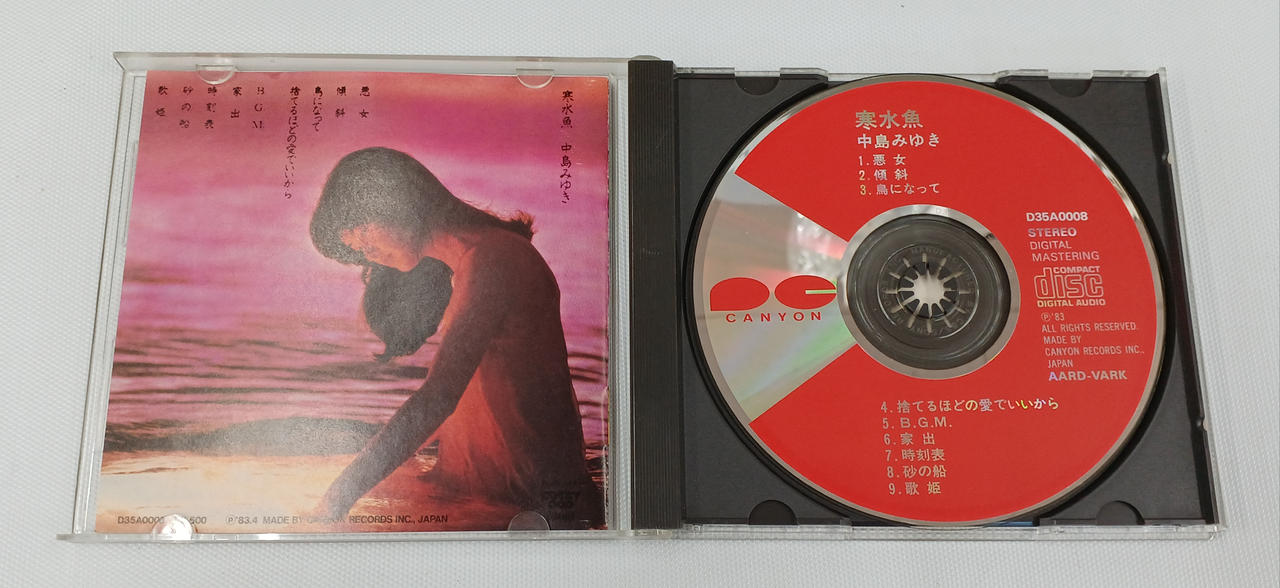 寒水魚 中島みゆき
悪女
傾斜
鳥になって
捨てるほどの愛でいいから
B.G.M
家出
時刻表
砂の船
歌姫
℗'83.4 MADE BY CANYON RECORDS INC., JAPAN
寒水魚
中島みゆき
1.悪 女
2.傾 斜
3.鳥になって
D35A0008
STEREO
DIGITAL
MASTERING
COMPACT
disc
DIGITAL AUDIO
℗'83
ALL RIGHTS RESERVED.
MADE BY
CANYON RECORDS INC.,
JAPAN
AARD-VARK
CANYON
4.捨てるほどの愛でいいから
5.B.G.M.
6.家 出
7.時刻表
8.砂の船
9.歌 姫